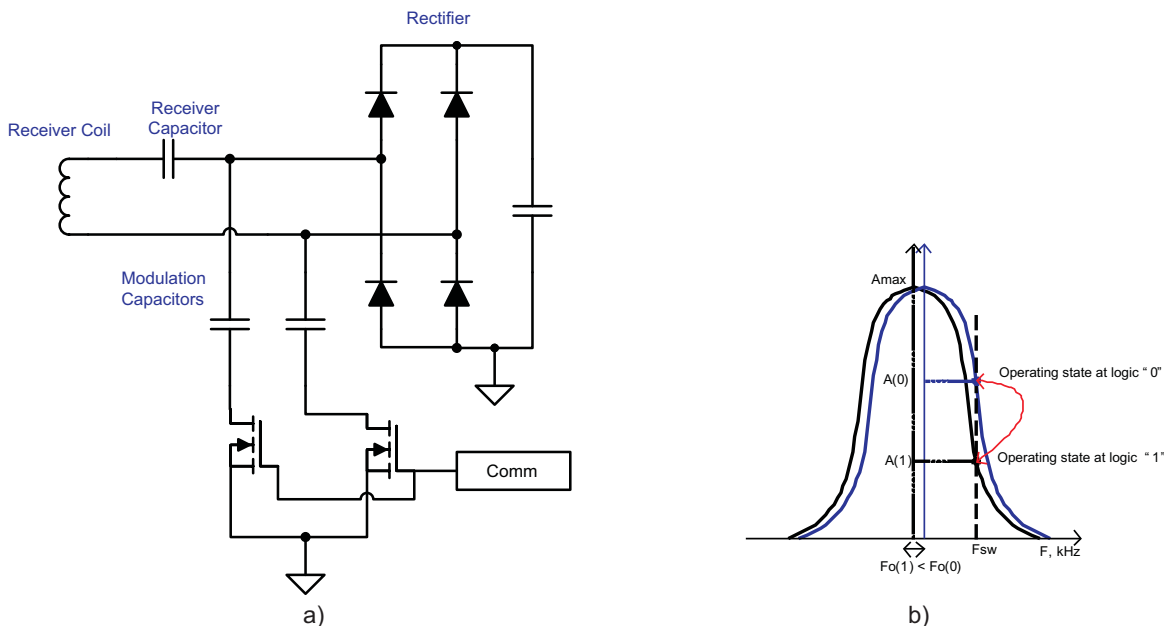 Rectifier
Receiver
Capacitor
Receiver Coil
Modulation
Capacitors
Comm
a)
Amax
A(0)
Operating state at logic “ 0”
A(1)
Operating state at logic “ 1”
Fsw
F, kHz
Fo(1) < Fo(0)
b)